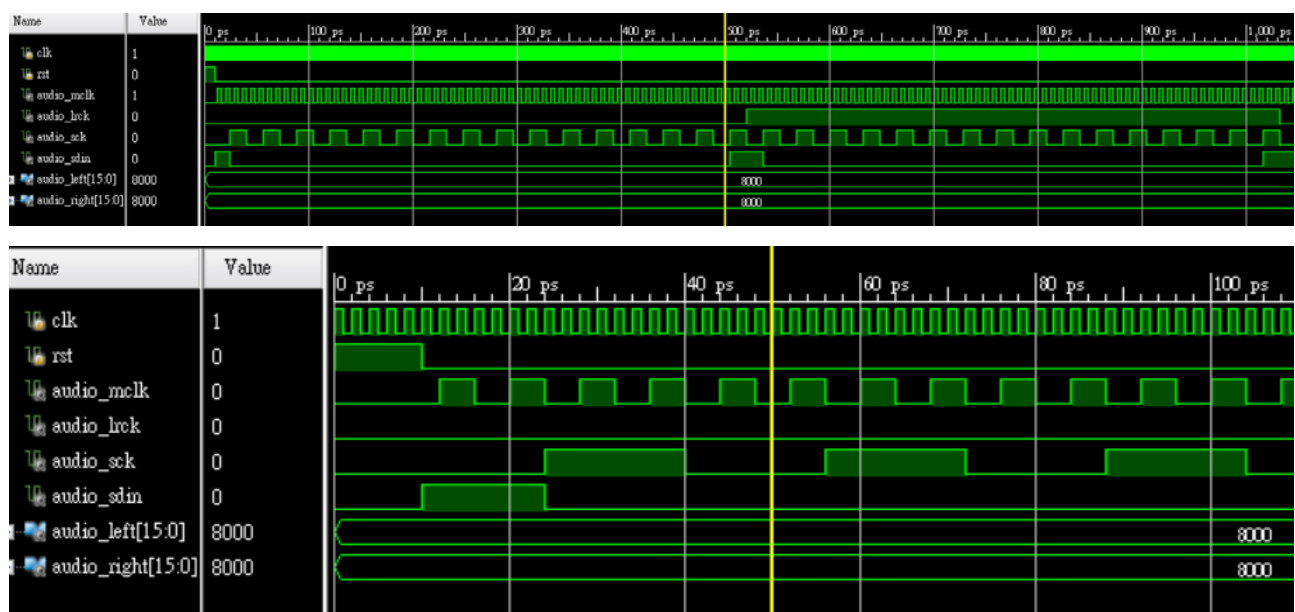 Name Value 0 ps 100 ps 200 ps 300 ps 400 ps 500 ps 600 ps 700 ps 800 ps 900 ps 1,000 ps
clk 1
rst 0
audio_mclk 1
audio_lrck 0
audio_sck 0
audio_sdin 0
audio_left[15:0] 8000 8000
audio_right[15:0] 8000 8000
Name Value 0 ps 20 ps 40 ps 60 ps 80 ps 100 ps
clk 1
rst 0
audio_mclk 0
audio_lrck 0
audio_sck 0
audio_sdin 0
audio_left[15:0] 8000 8000
audio_right[15:0] 8000 8000